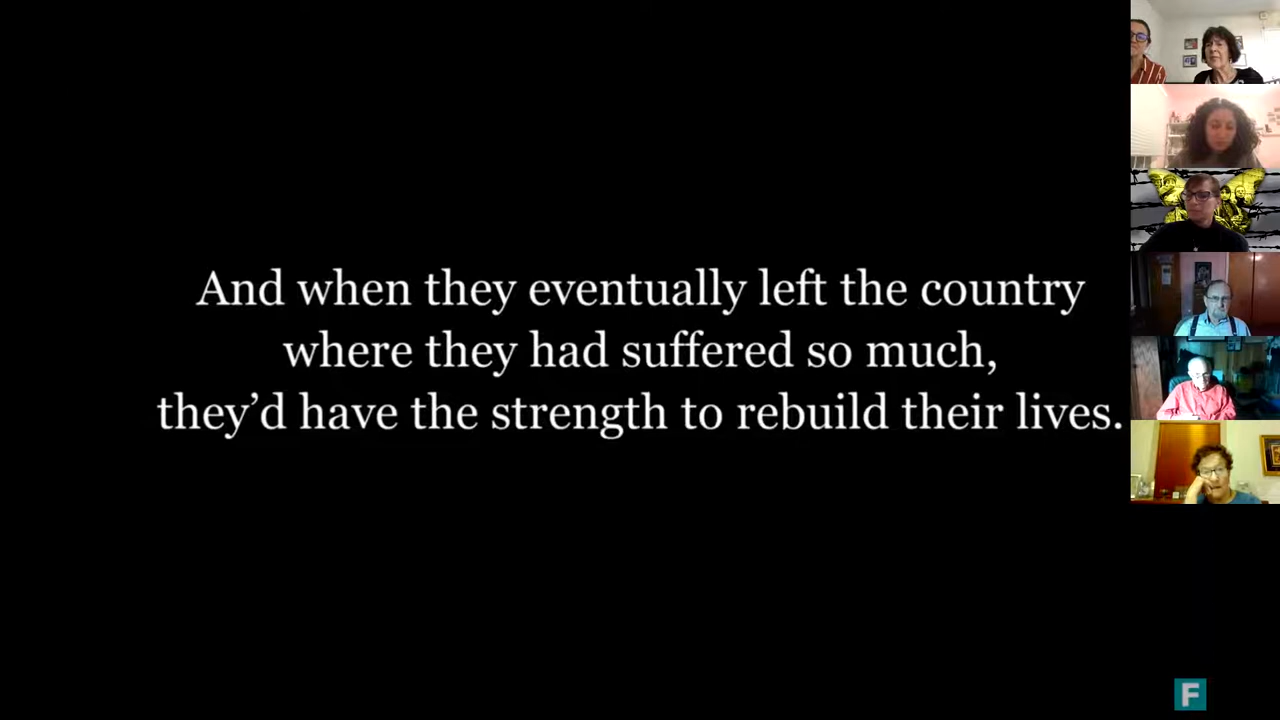 And when they eventually left the country
where they had suffered so much,
they’d have the strength to rebuild their lives.
F